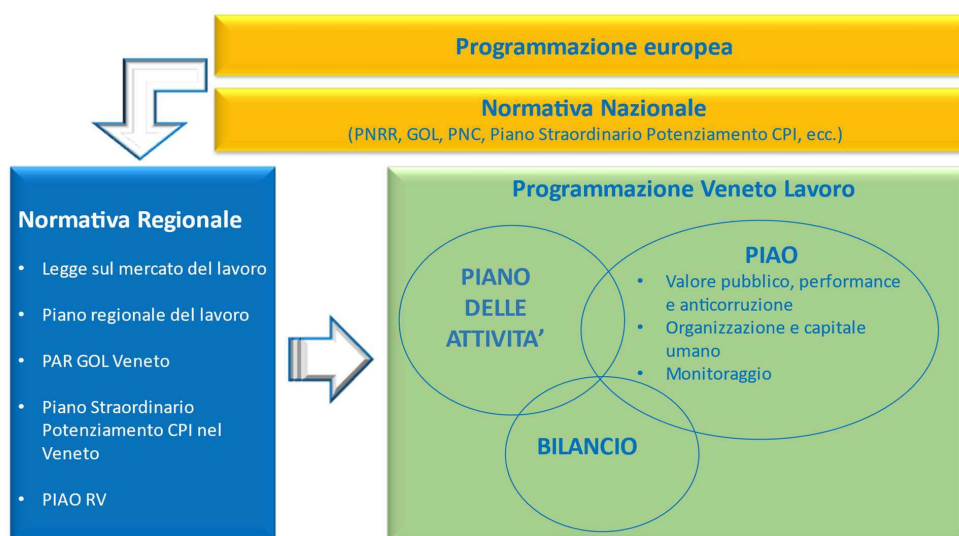 Programmazione europea
Normativa Nazionale
(PNRR, GOL, PNC, Piano Straordinario Potenziamento CPI, ecc.)
Normativa Regionale
• Legge sul mercato del lavoro
• Piano regionale del lavoro
• PAR GOL Veneto
• Piano Straordinario
Potenziamento CPI nel
Veneto
• PIAO RV
Programmazione Veneto Lavoro
PIANO
DELLE
ATTIVITA’
PIAO
• Valore pubblico, performance
e anticorruzione
• Organizzazione e capitale
umano
• Monitoraggio
BILANCIO